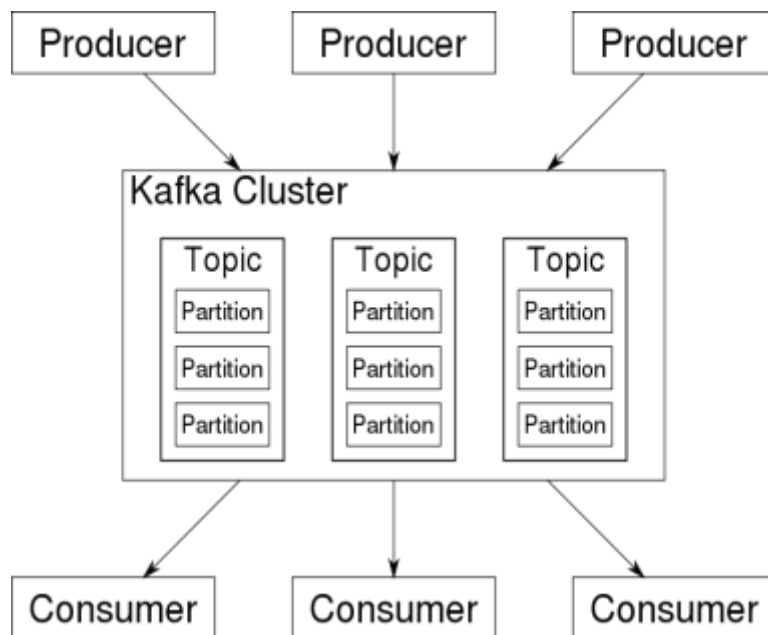 Producer Producer Producer
Kafka Cluster
Topic Topic Topic
Partition Partition Partition
Partition Partition Partition
Partition Partition Partition
Consumer Consumer Consumer